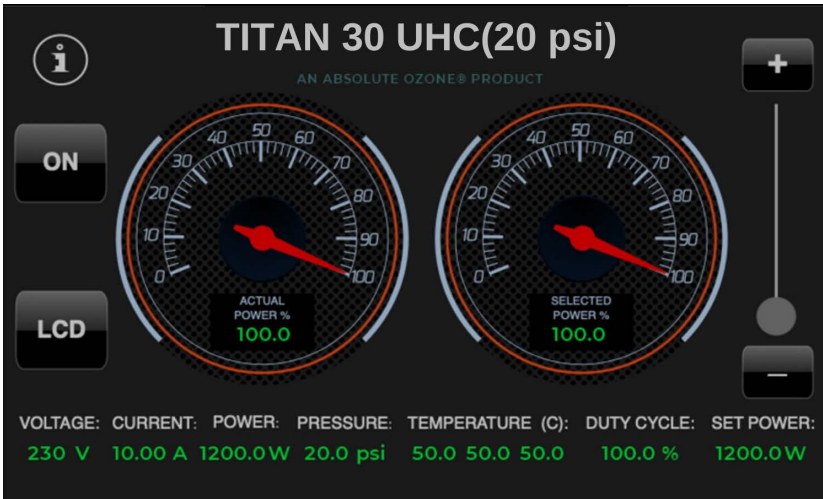 TITAN 30 UHC(20 psi)
AN ABSOLUTE OZONE® PRODUCT
i
+
ON
LCD
0
10
20
30
40
50
60
70
80
90
100
ACTUAL
POWER %
100.0
0
10
20
30
40
50
60
70
80
90
100
SELECTED
POWER %
100.0
−
VOLTAGE: CURRENT: POWER: PRESSURE: TEMPERATURE (C): DUTY CYCLE: SET POWER:
230 V 10.00 A 1200.0W 20.0 psi 50.0 50.0 50.0 100.0 % 1200.0W